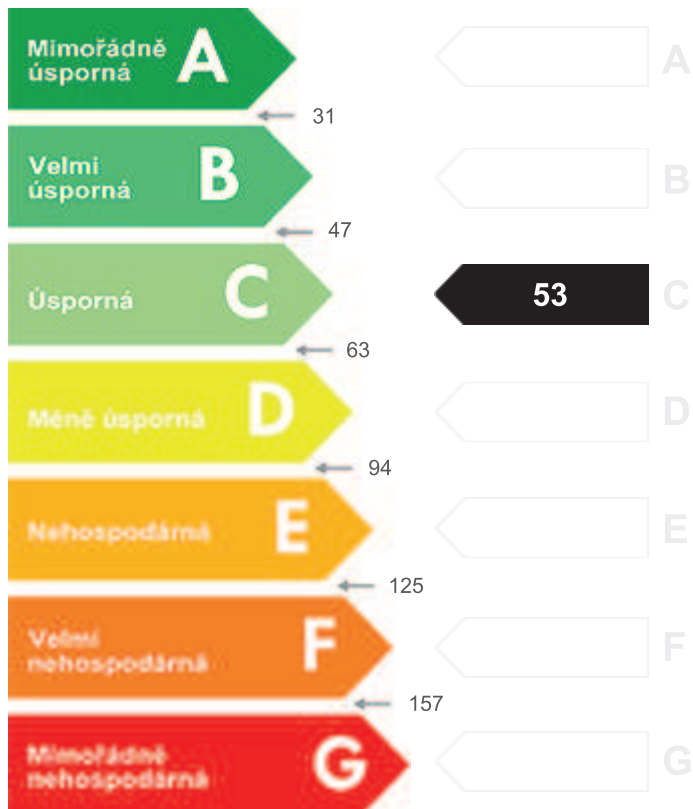 Mimořádně
úsporná
A
A
31
Velmi
úsporná
B
B
47
Úsporná
C
53
C
63
Méně úsporná
D
D
94
Nehospodárná
E
E
125
Velmi
nehospodárná
F
F
157
Mimořádně
nehospodárná
G
G